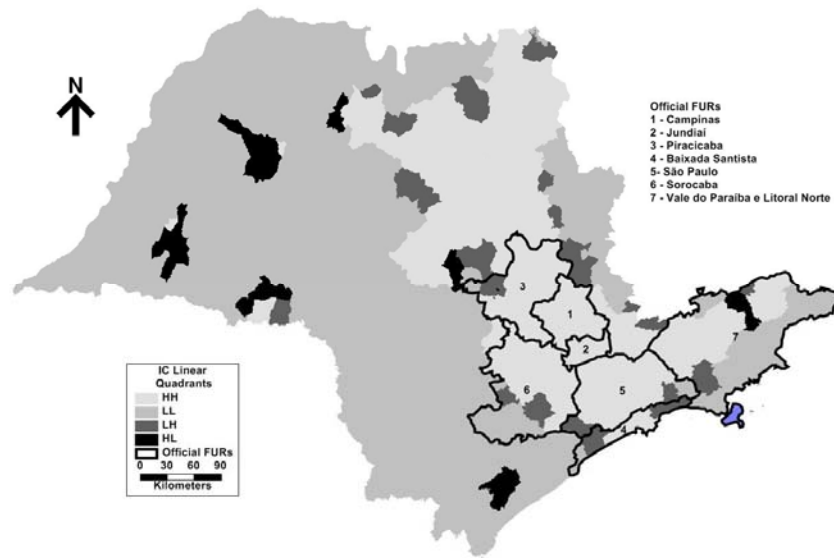 N
Official FURs
1 - Campinas
2 - Jundiaí
3 - Piracicaba
4 - Baixada Santista
5- São Paulo
6 - Sorocaba
7 - Vale do Paraíba e Litoral Norte
3
1
2
7
6
5
4
IC Linear
Quadrants
HH
LL
LH
HL
Official FURs
0 30 60 90
Kilometers